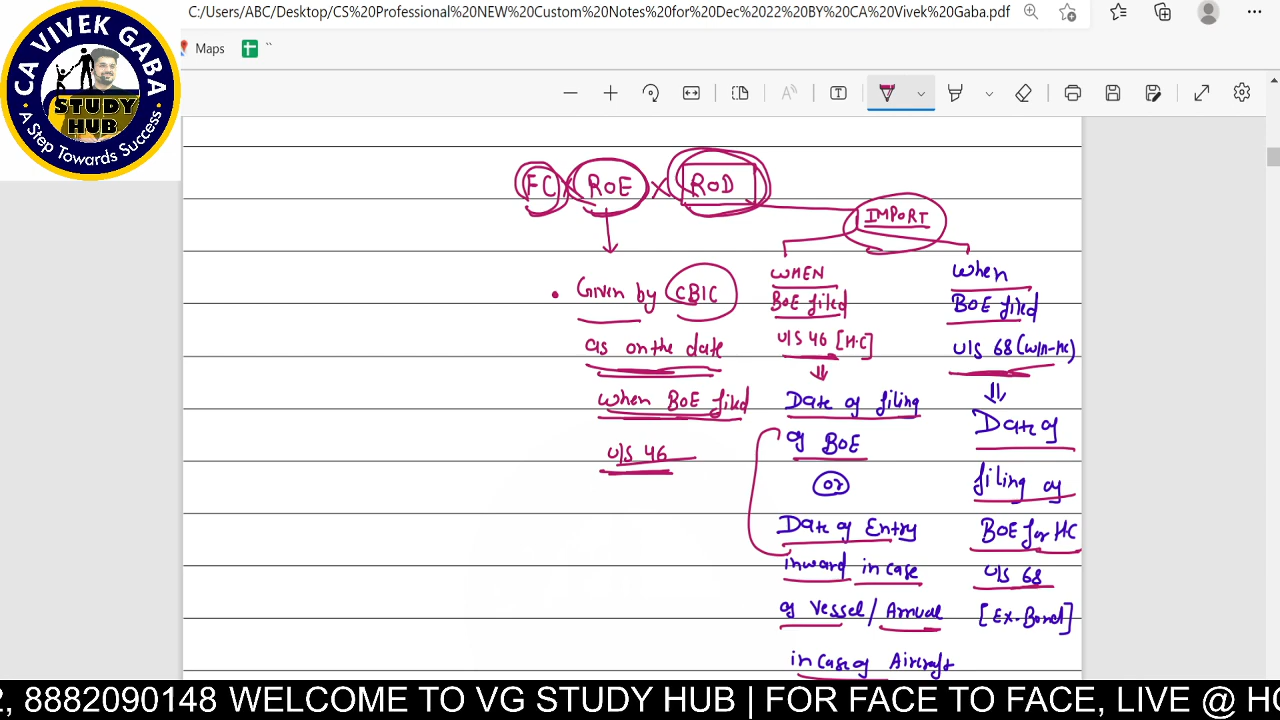 C:/Users/ABC/Desktop/CS%20Professional%20NEW%20Custom%20Notes%20for%20Dec%2022%20BY%20CA%20Vivek%20Gaba.pdf
CA VIVEK GABA
STUDY
HUB
A Step Towards Success
Maps
FC X ROE X ROD
IMPORT
• Given by CBIC
as on the date
when BOE filed
U/S 46
WHEN
BOE filed
U/S 46 [H.C]
Date of filing
of BOE
or
Date of Entry
inward in case
of Vessel/Arrival
in case of Aircraft
When
BOE filed
U/S 68 (W/H-HC)
Date of
filing of
BOE for HC
U/S 68
[Ex-Bond]
2, 8882090148 WELCOME TO VG STUDY HUB | FOR FACE TO FACE, LIVE @ HO